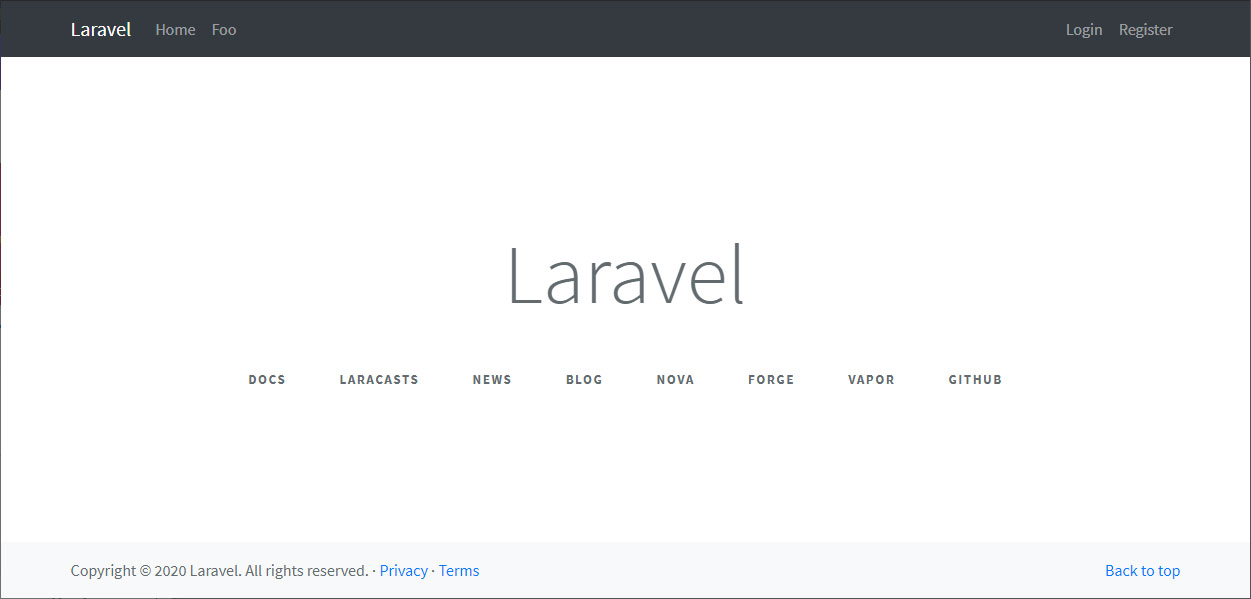 Laravel Home Foo Login Register
Laravel
DOCS LARACASTS NEWS BLOG NOVA FORGE VAPOR GITHUB
Copyright © 2020 Laravel. All rights reserved. · Privacy · Terms Back to top